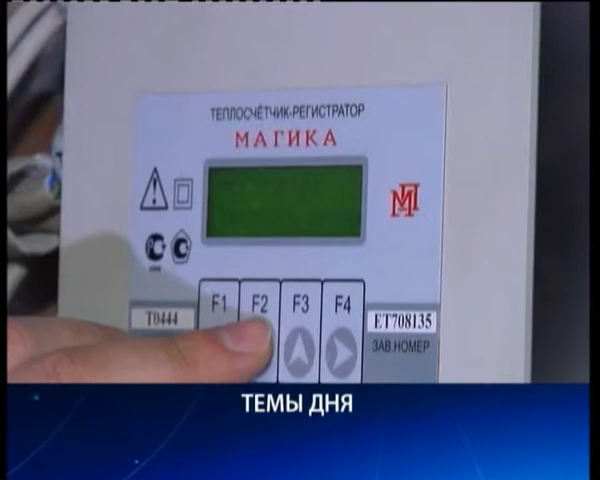 ТЕПЛОСЧЁТЧИК-РЕГИСТРАТОР
МАГИКА
F1 F2 F3 F4
T0444
ET708135
ЗАВ.НОМЕР
ТЕМЫ ДНЯ